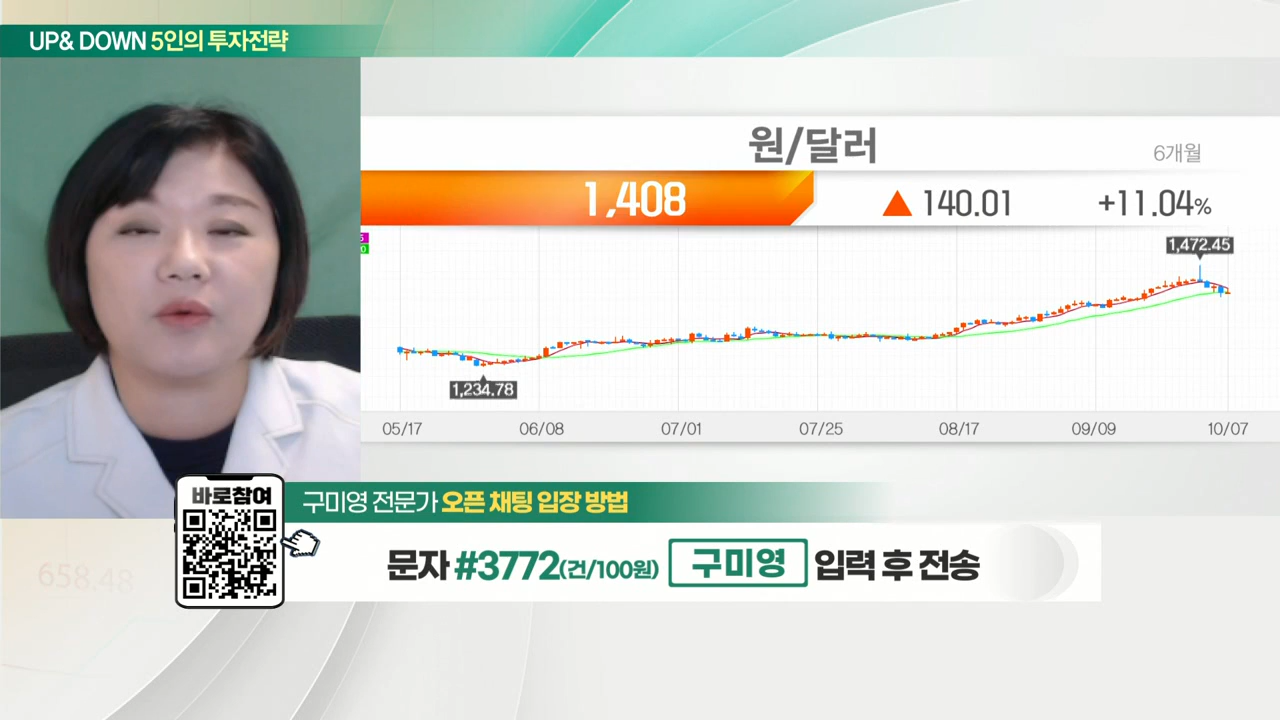 UP& DOWN 5인의 투자전략
원/달러
6개월
1,408 ▲ 140.01 +11.04%
1,472.45
1,234.78
05/17 06/08 07/01 07/25 08/17 09/09 10/07
바로참여
구미영 전문가 오픈 채팅 입장 방법
문자 #3772(건/100원) 구미영 입력 후 전송
658.48